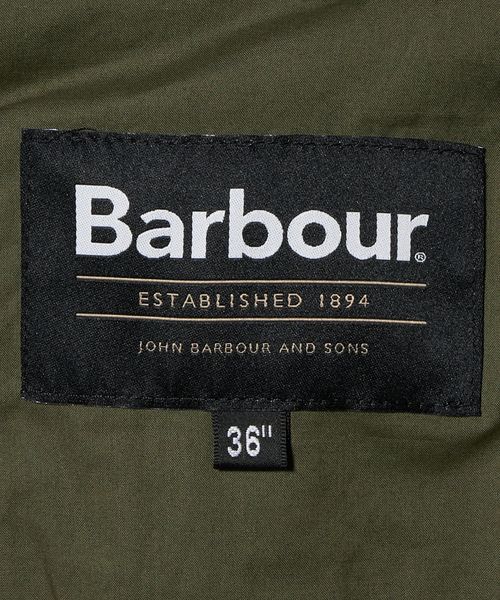 Barbour®
ESTABLISHED 1894
JOHN BARBOUR AND SONS
36"